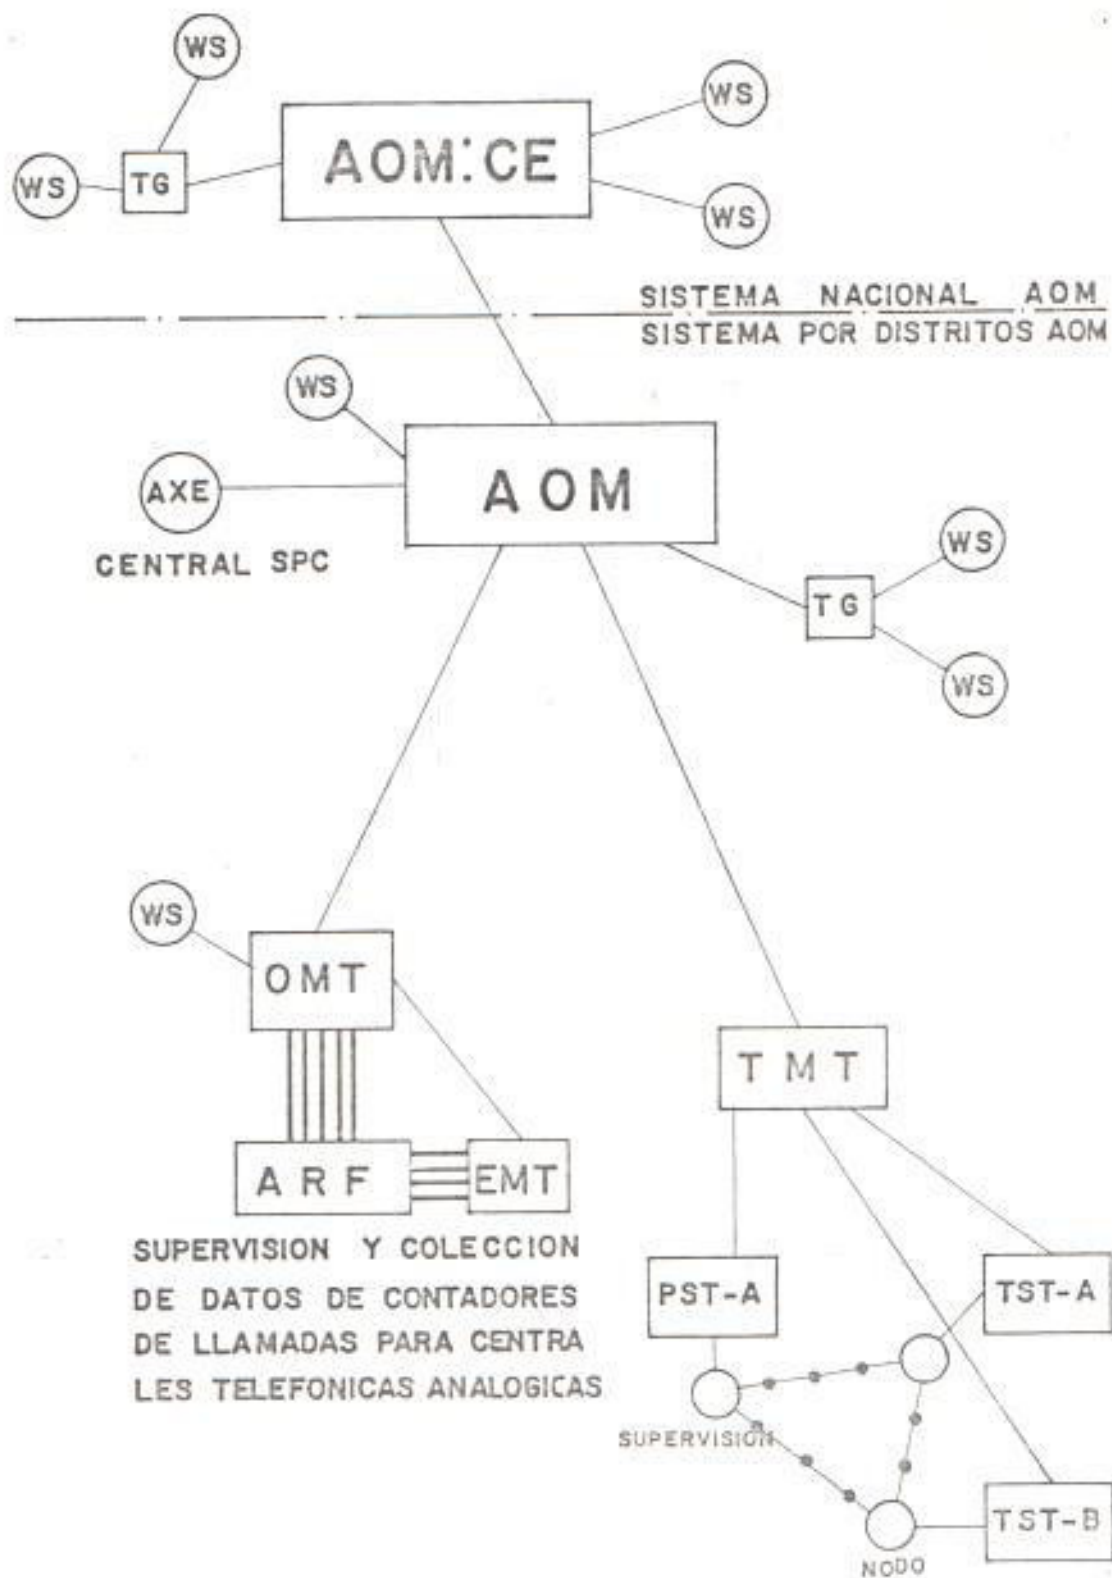 WS
WS
AOM:CE
WS
TG
WS
SISTEMA NACIONAL AOM
SISTEMA POR DISTRITOS AOM
WS
AOM
AXE
CENTRAL SPC
WS
TG
WS
WS
OMT
TMT
ARF
EMT
SUPERVISION Y COLECCION
DE DATOS DE CONTADORES
DE LLAMADAS PARA CENTRA
LES TELEFONICAS ANALOGICAS
PST-A
TST-A
SUPERVISION
TST-B
NODO